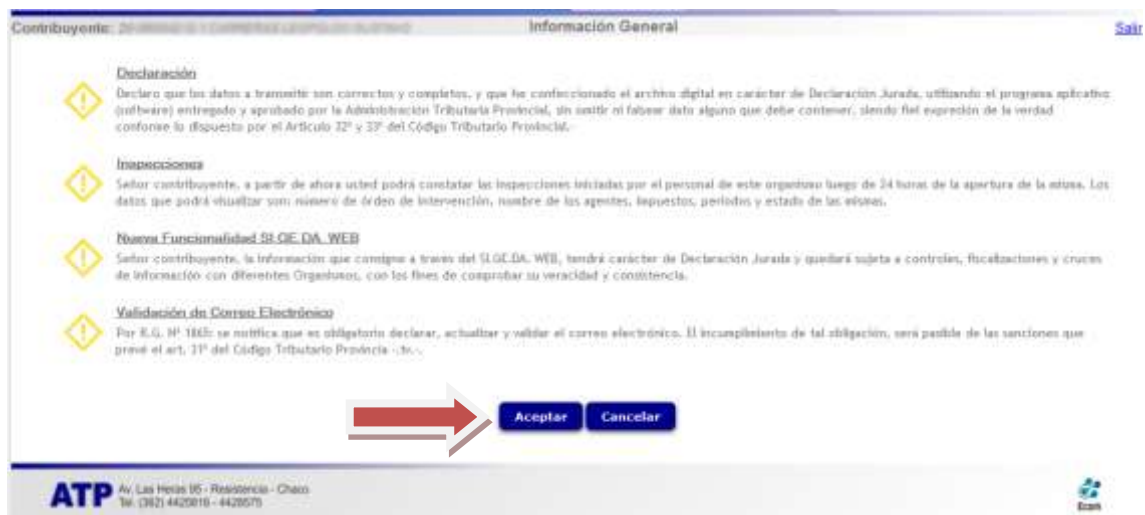 Contribuyente:
Información General
Salir
Declaración
Declaro que los datos a transmitir son correctos y completos, y que he confeccionado el archivo digital en carácter de Declaración Jurada, utilizando el programa aplicativo
(software) entregado y aprobado por la Administración Tributaria Provincial, sin omitir ni falsear dato alguno que debe contener, siendo fiel expresión de la verdad
conforme lo dispuesto por el Artículo 32º y 33º del Código Tributario Provincial.-
Inspecciones
Señor contribuyente, a partir de ahora usted podrá constatar las inspecciones iniciadas por el personal de este organismo luego de 24 horas de la apertura de la misma. Los
datos que podrá visualizar son: número de órden de intervención, nombre de los agentes, impuestos, períodos y estado de las mismas.
Nueva Funcionalidad SI.GE.DA. WEB
Señor contribuyente, la información que consigne a través del SI.GE.DA. WEB, tendrá carácter de Declaración Jurada y quedará sujeta a controles, fiscalizaciones y cruces
de información con diferentes Organismos, con los fines de comprobar su veracidad y consistencia.
Validación de Correo Electrónico
Por R.G. Nº 1865: se notifica que es obligatorio declarar, actualizar y validar el correo electrónico. El incumplimiento de tal obligación, será pasible de las sanciones que
prevé el art. 31º del Código Tributario Provincia -.tv.-.
Aceptar
Cancelar
ATP
Av. Las Heras 95 - Resistencia - Chaco
Tel. (362)
Ecom